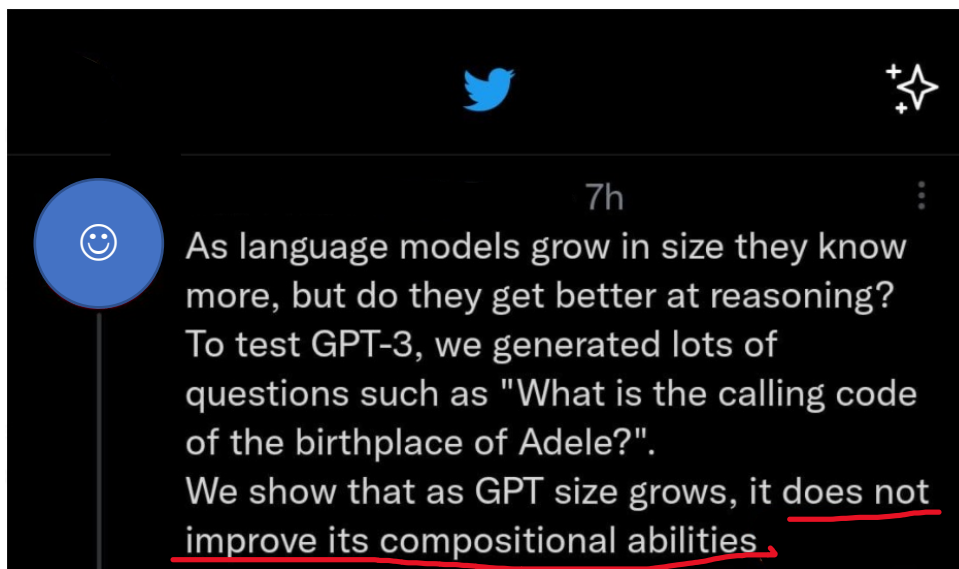 7h
As language models grow in size they know
more, but do they get better at reasoning?
To test GPT-3, we generated lots of
questions such as "What is the calling code
of the birthplace of Adele?".
We show that as GPT size grows, it does not
improve its compositional abilities